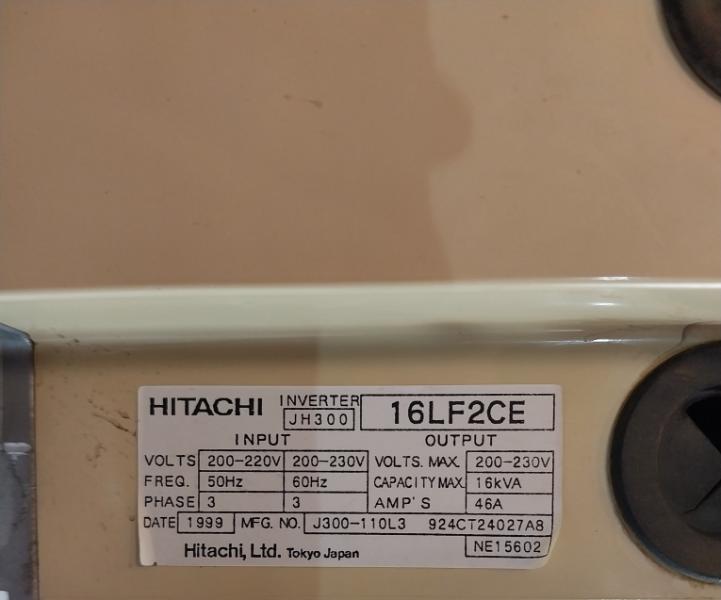 HITACHI INVERTER JH300 16LF2CE
INPUT OUTPUT
VOLTS 200-220V 200-230V VOLTS. MAX. 200-230V
FREQ. 50Hz 60Hz CAPACITY MAX. 16kVA
PHASE 3 3 AMP'S 46A
DATE 1999 MFG. NO. J300-110L3 924CT24027A8
Hitachi, Ltd. Tokyo Japan NE15602